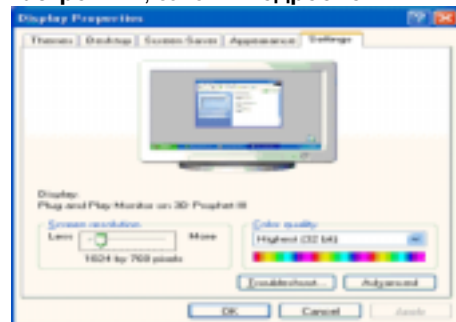 Display Properties
Themes Desktop Screen Saver Appearance Settings
Display:
Plug and Play Monitor on 3D Prophet III
Screen resolution
Less More
1024 by 768 pixels
Color quality
Highest (32 bit)
Troubleshoot... Advanced
OK Cancel Apply